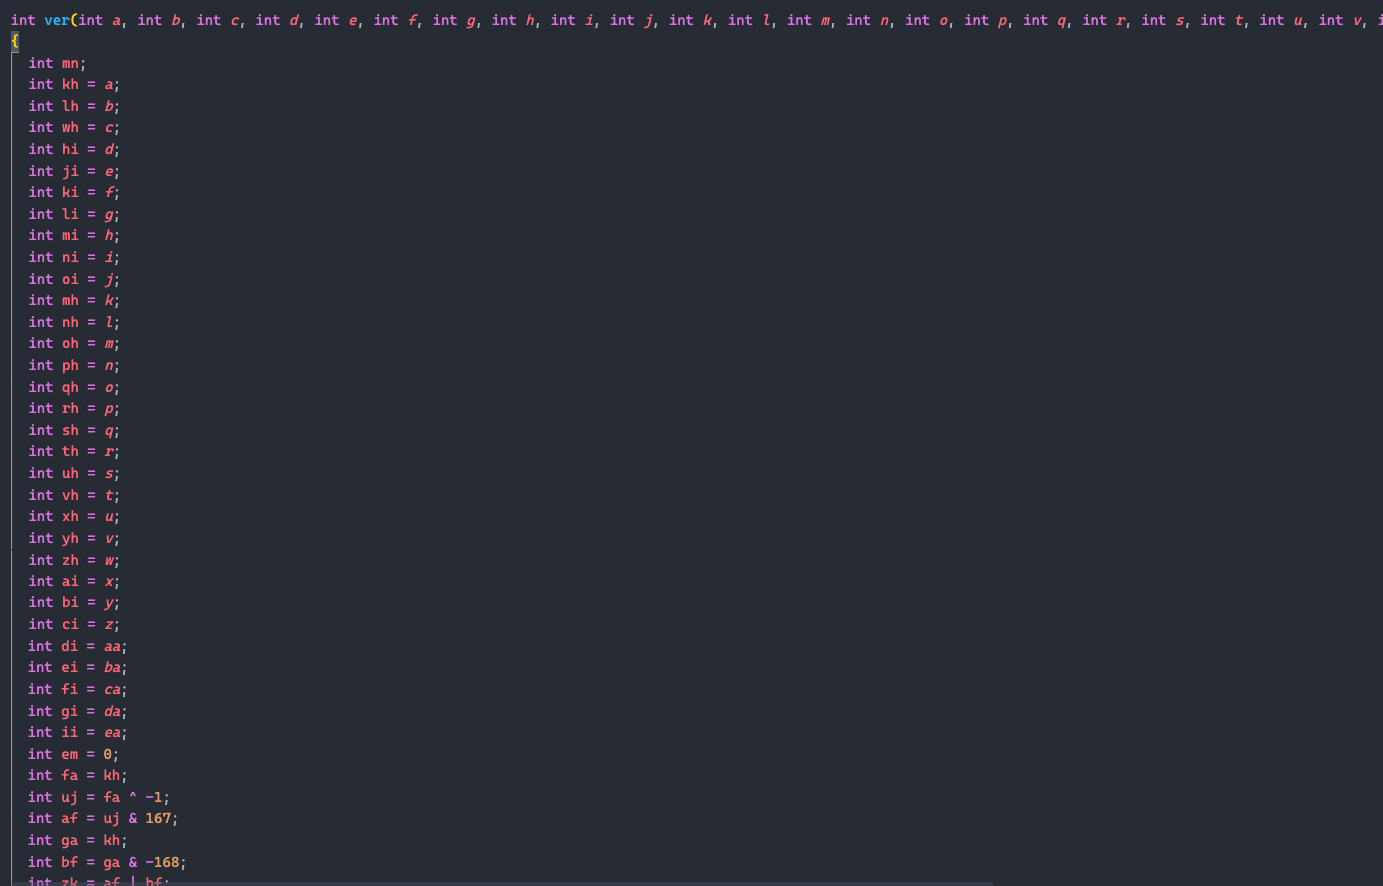 int ver(int a, int b, int c, int d, int e, int f, int g, int h, int i, int j, int k, int l, int m, int n, int o, int p, int q, int r, int s, int t, int u, int v, i
{
int mn;
int kh = a;
int lh = b;
int wh = c;
int hi = d;
int ji = e;
int ki = f;
int li = g;
int mi = h;
int ni = i;
int oi = j;
int mh = k;
int nh = l;
int oh = m;
int ph = n;
int qh = o;
int rh = p;
int sh = q;
int th = r;
int uh = s;
int vh = t;
int xh = u;
int yh = v;
int zh = w;
int ai = x;
int bi = y;
int ci = z;
int di = aa;
int ei = ba;
int fi = ca;
int gi = da;
int ii = ea;
int em = 0;
int fa = kh;
int uj = fa ^ -1;
int af = uj & 167;
int ga = kh;
int bf = ga & -168;
int zk = af | bf;